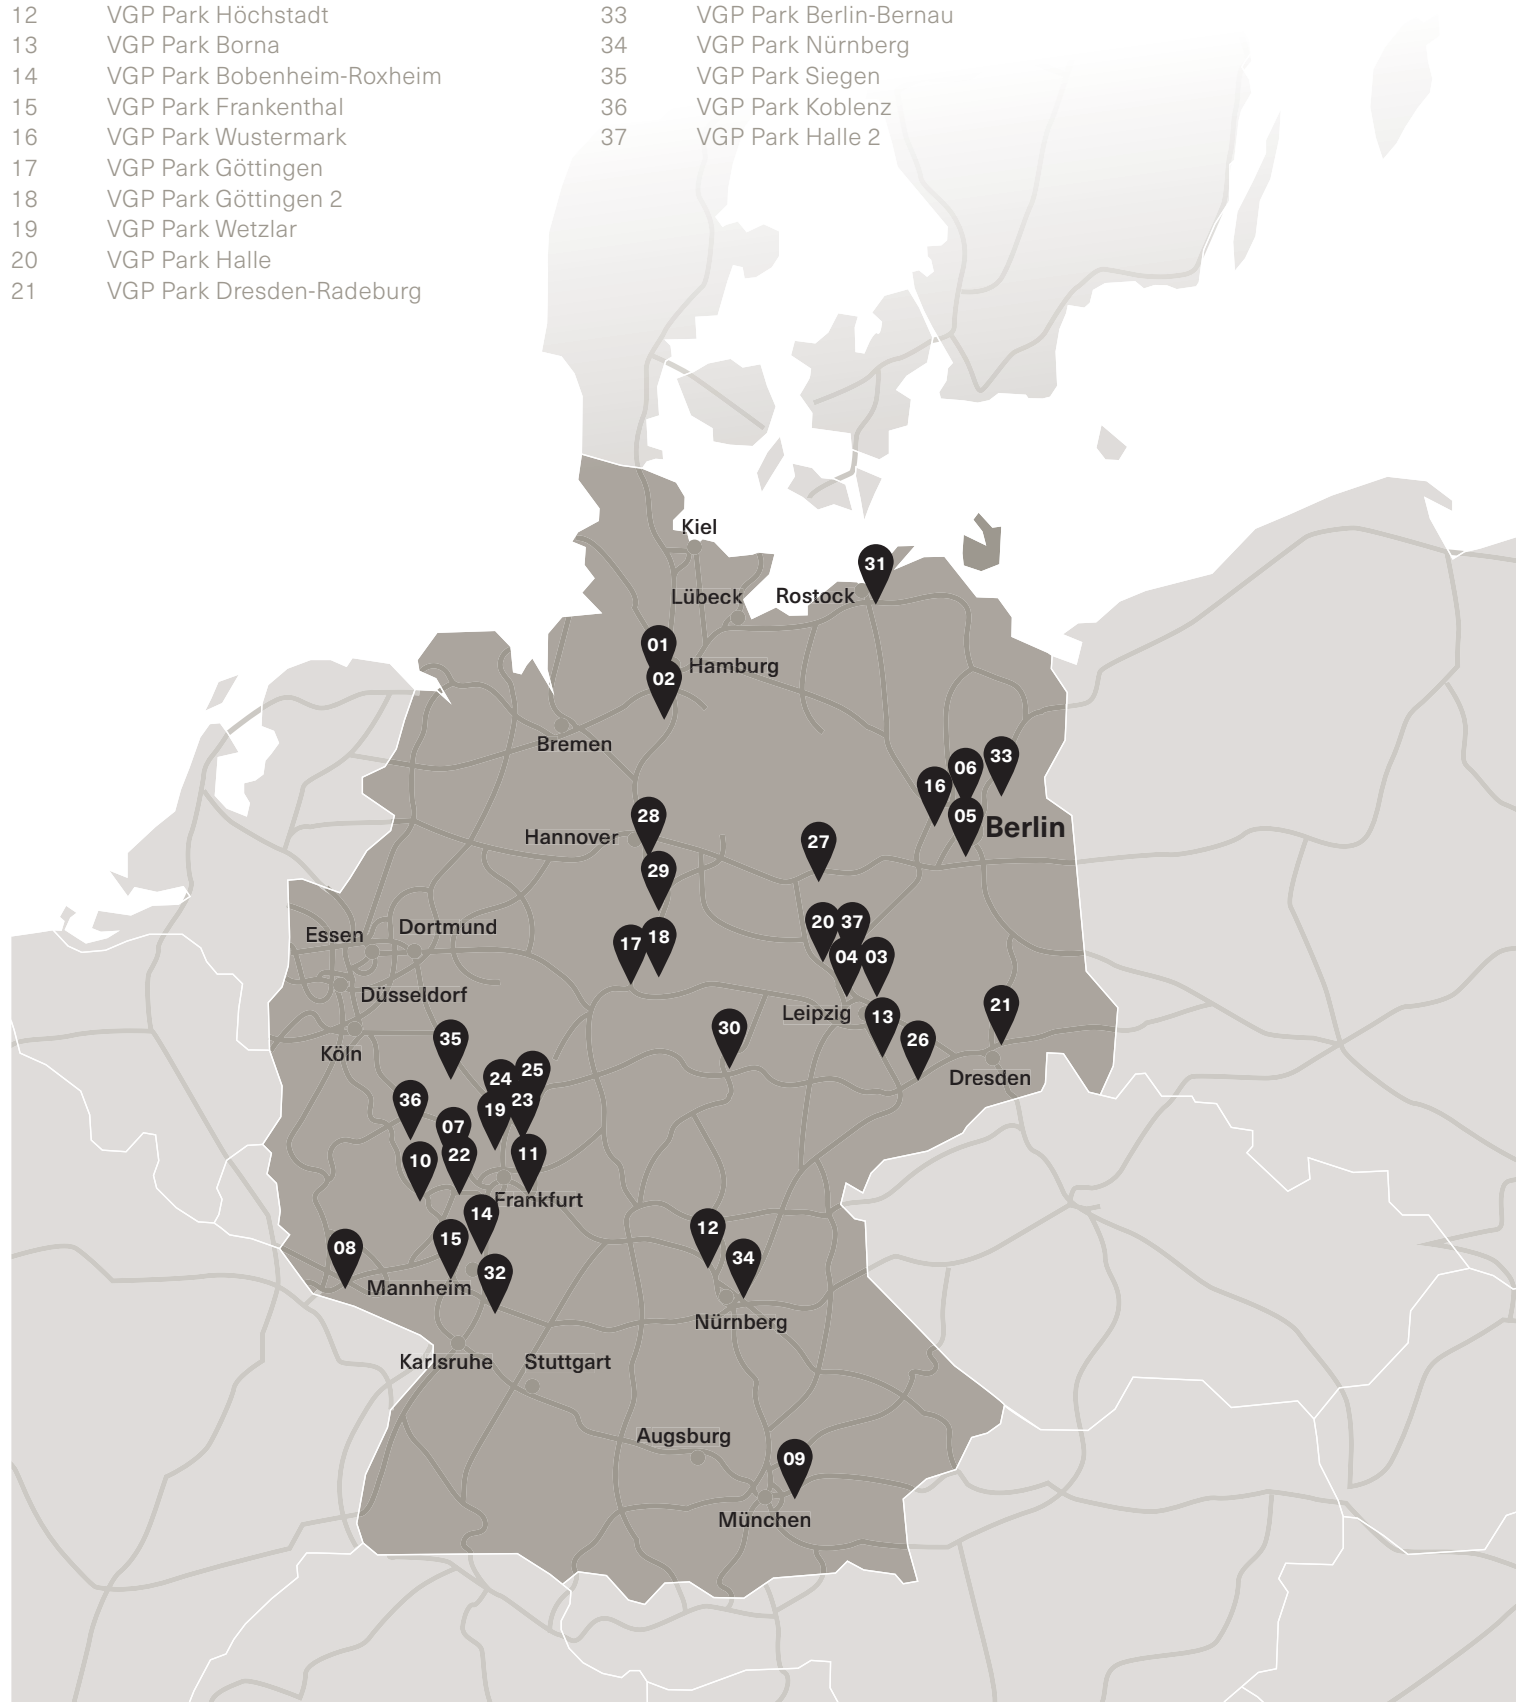 12 VGP Park Höchstadt
13 VGP Park Borna
14 VGP Park Bobenheim-Roxheim
15 VGP Park Frankenthal
16 VGP Park Wustermark
17 VGP Park Göttingen
18 VGP Park Göttingen 2
19 VGP Park Wetzlar
20 VGP Park Halle
21 VGP Park Dresden-Radeburg
33 VGP Park Berlin-Bernau
34 VGP Park Nürnberg
35 VGP Park Siegen
36 VGP Park Koblenz
37 VGP Park Halle 2
Kiel
31
Lübeck
Rostock
01
Hamburg
02
Bremen
33
06
16
28
05
Berlin
Hannover
27
29
20
37
Dortmund
Essen
18
17
04
03
Düsseldorf
21
Leipzig
13
30
35
26
Köln
25
24
Dresden
36
23
19
07
11
22
10
Frankfurt
14
12
15
08
34
32
Mannheim
Nürnberg
Karlsruhe
Stuttgart
Augsburg
09
München